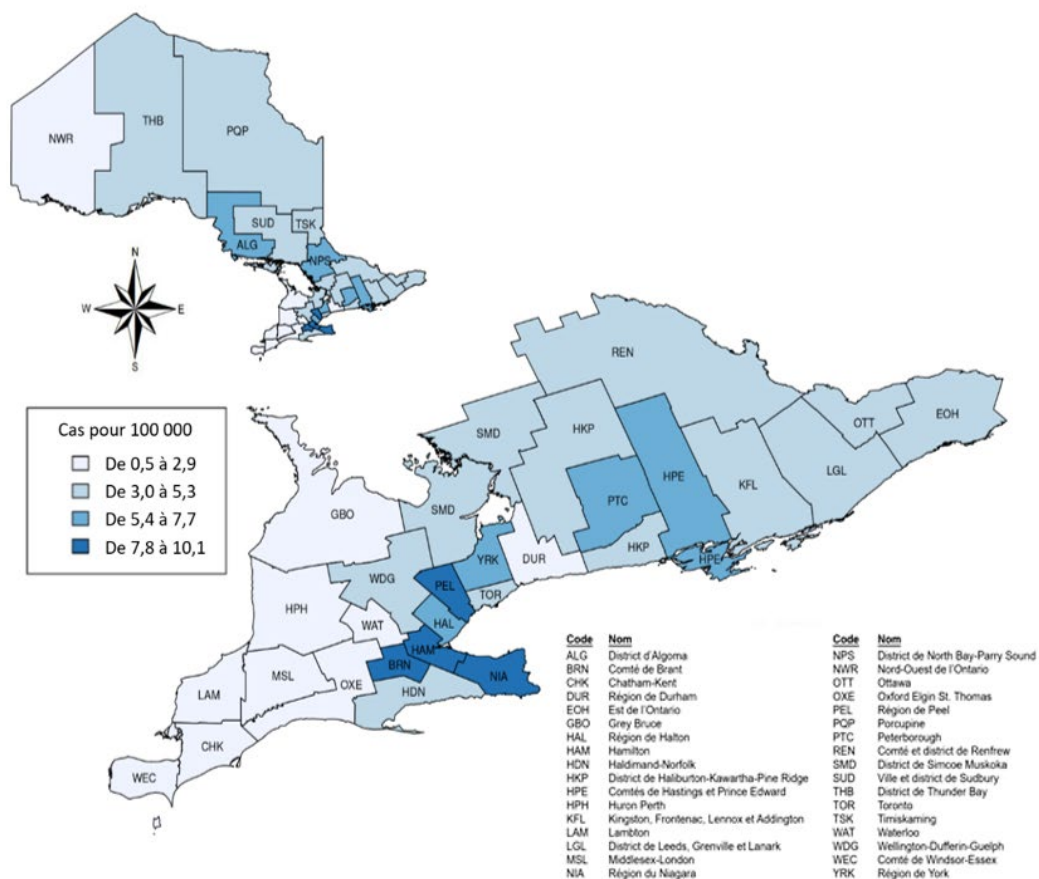 NWR
THB
PQP
SUD
TSK
ALG
NPS
N
W
E
S
Cas pour 100 000
De 0,5 à 2,9
De 3,0 à 5,3
De 5,4 à 7,7
De 7,8 à 10,1
REN
SMD
HKP
OTT
EOH
HPE
KFL
LGL
PTC
GBO
SMD
YRK
DUR
HKP
HPE
WDG
PEL
TOR
HPH
WAT
HAL
HAM
BRN
NIA
MSL
OXE
HDN
LAM
CHK
WEC
Code Nom
ALG District d'Algoma
BRN Comté de Brant
CHK Chatham-Kent
DUR Région de Durham
EOH Est de l'Ontario
GBO Grey Bruce
HAL Région de Halton
HAM Hamilton
HDN Haldimand-Norfolk
HKP District de Haliburton-Kawartha-Pine Ridge
HPE Comtés de Hastings et Prince Edward
HPH Huron Perth
KFL Kingston, Frontenac, Lennox et Addington
LAM Lambton
LGL District de Leeds, Grenville et Lanark
MSL Middlesex-London
NIA Région du Niagara
Code Nom
NPS District de North Bay-Parry Sound
NWR Nord-Ouest de l'Ontario
OTT Ottawa
OXE Oxford Elgin St. Thomas
PEL Région de Peel
PQP Porcupine
PTC Peterborough
REN Comté et district de Renfrew
SMD District de Simcoe Muskoka
SUD Ville et district de Sudbury
THB District de Thunder Bay
TOR Toronto
TSK Timiskaming
WAT Waterloo
WDG Wellington-Dufferin-Guelph
WEC Comté de Windsor-Essex
YRK Région de York